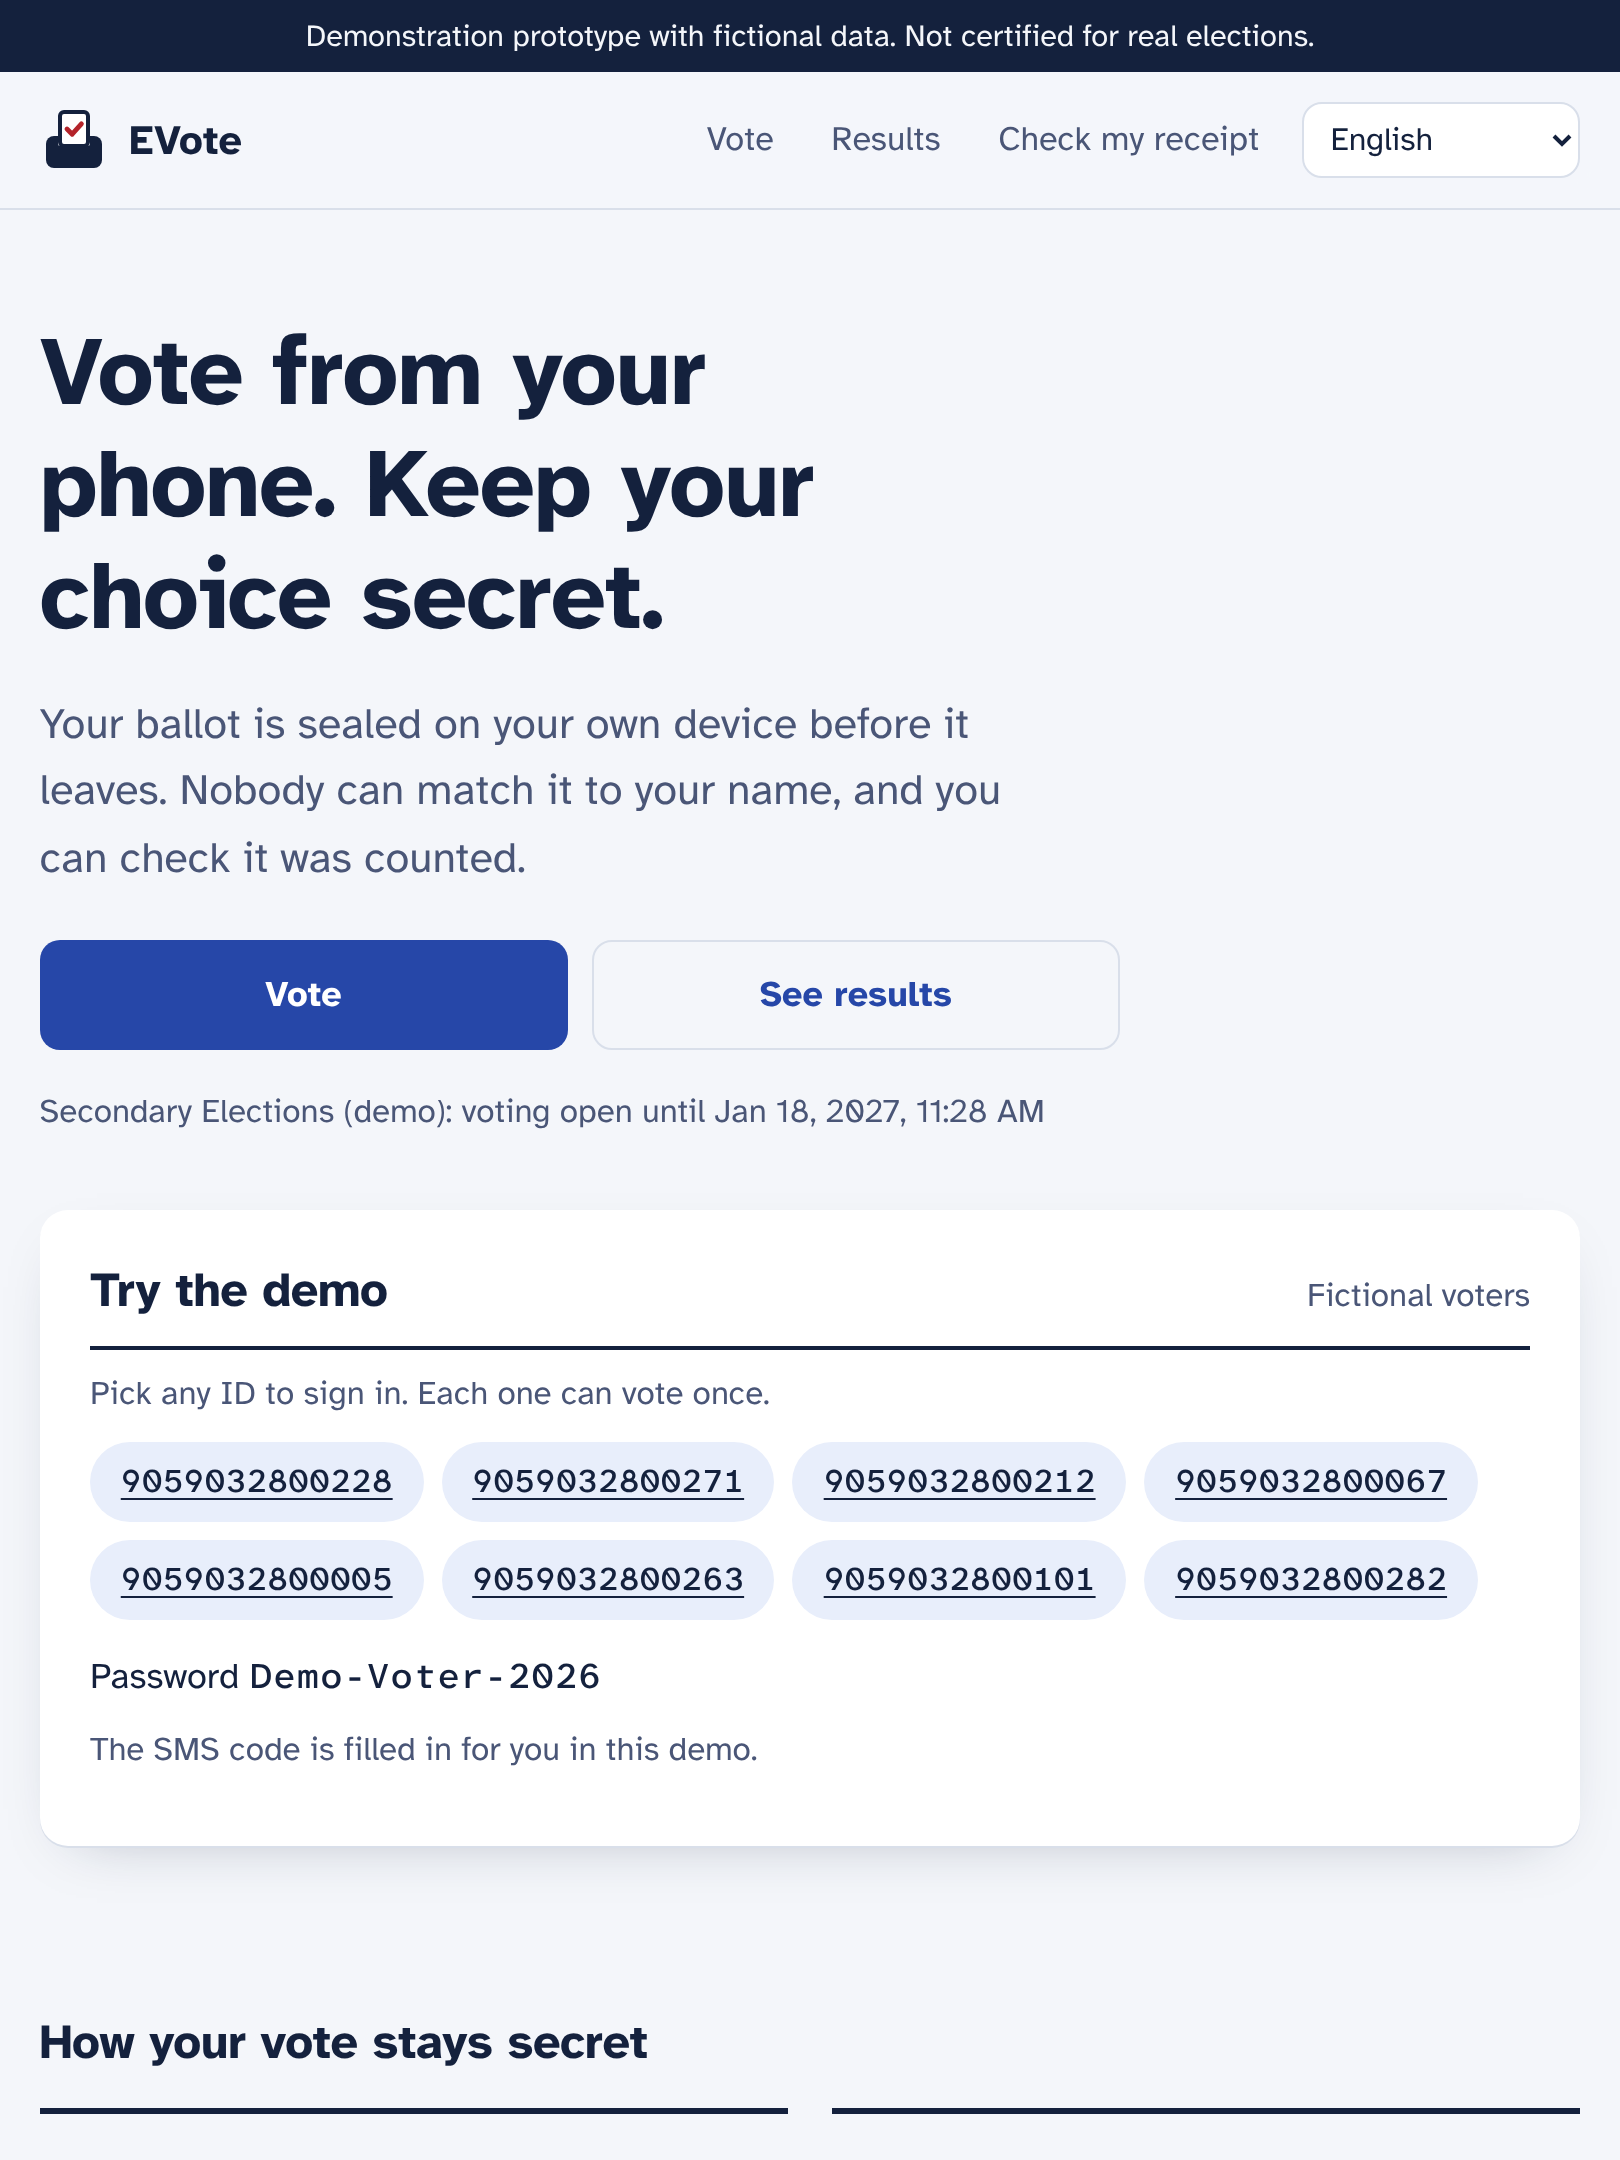 Demonstration prototype with fictional data. Not certified for real elections.
EVote
Vote
Results
Check my receipt
English
Vote from your
phone. Keep your
choice secret.
Your ballot is sealed on your own device before it
leaves. Nobody can match it to your name, and you
can check it was counted.
Vote
See results
Secondary Elections (demo): voting open until Jan 18, 2027, 11:28 AM
Try the demo
Fictional voters
Pick any ID to sign in. Each one can vote once.
9059032800228 9059032800271 9059032800212 9059032800067
9059032800005 9059032800263 9059032800101 9059032800282
Password Demo-Voter-2026
The SMS code is filled in for you in this demo.
How your vote stays secret